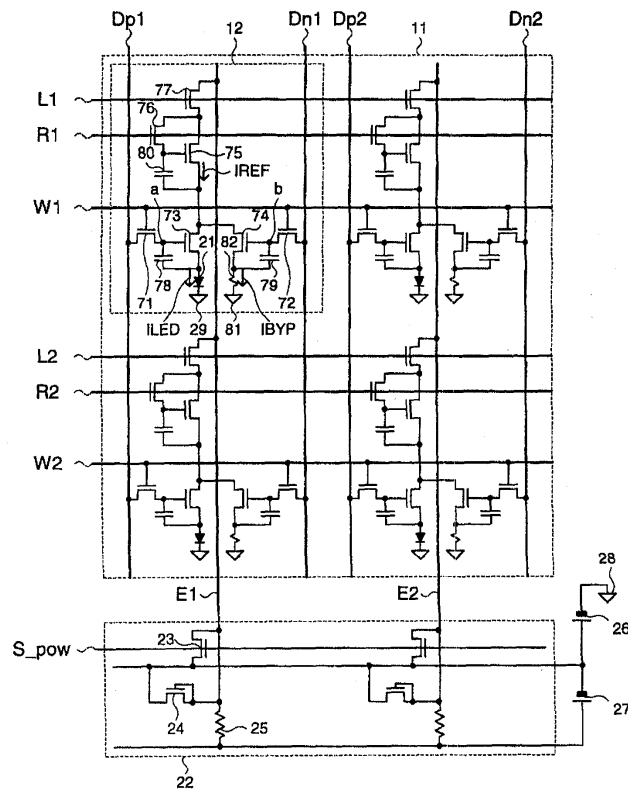 Dp1 12 Dn1 Dp2 11 Dn2
77
L1
76
R1
80 75
IREF
a b
W1
73 74
21 82
78 79
71 72
ILED IBYP
29 81
L2
R2
W2
E1 E2 28
26
S_pow 23
27
24 25
22